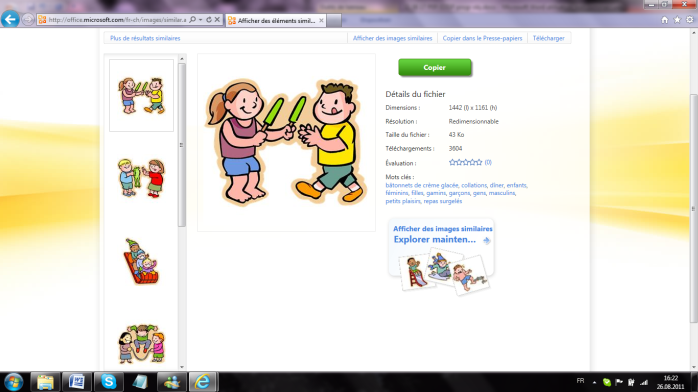 http://office.microsoft.com/fr-ch/images/similar.a
Afficher des éléments simil...
Plus de résultats similaires
Afficher des images similaires
Copier dans le Presse-papiers
Télécharger
Copier
Détails du fichier
Dimensions : 1442 (l) x 1161 (h)
Résolution : Redimensionnable
Taille du fichier : 43 Ko
Téléchargements : 3604
Évaluation : (0)
Mots clés :
bâtonnets de crème glacée, collations, dîner, enfants,
féminins, filles, gamins, garçons, gens, masculins,
petits plaisirs, repas surgelés
Afficher des images similaires
Explorer mainten...
FR
16:22
26.08.2011